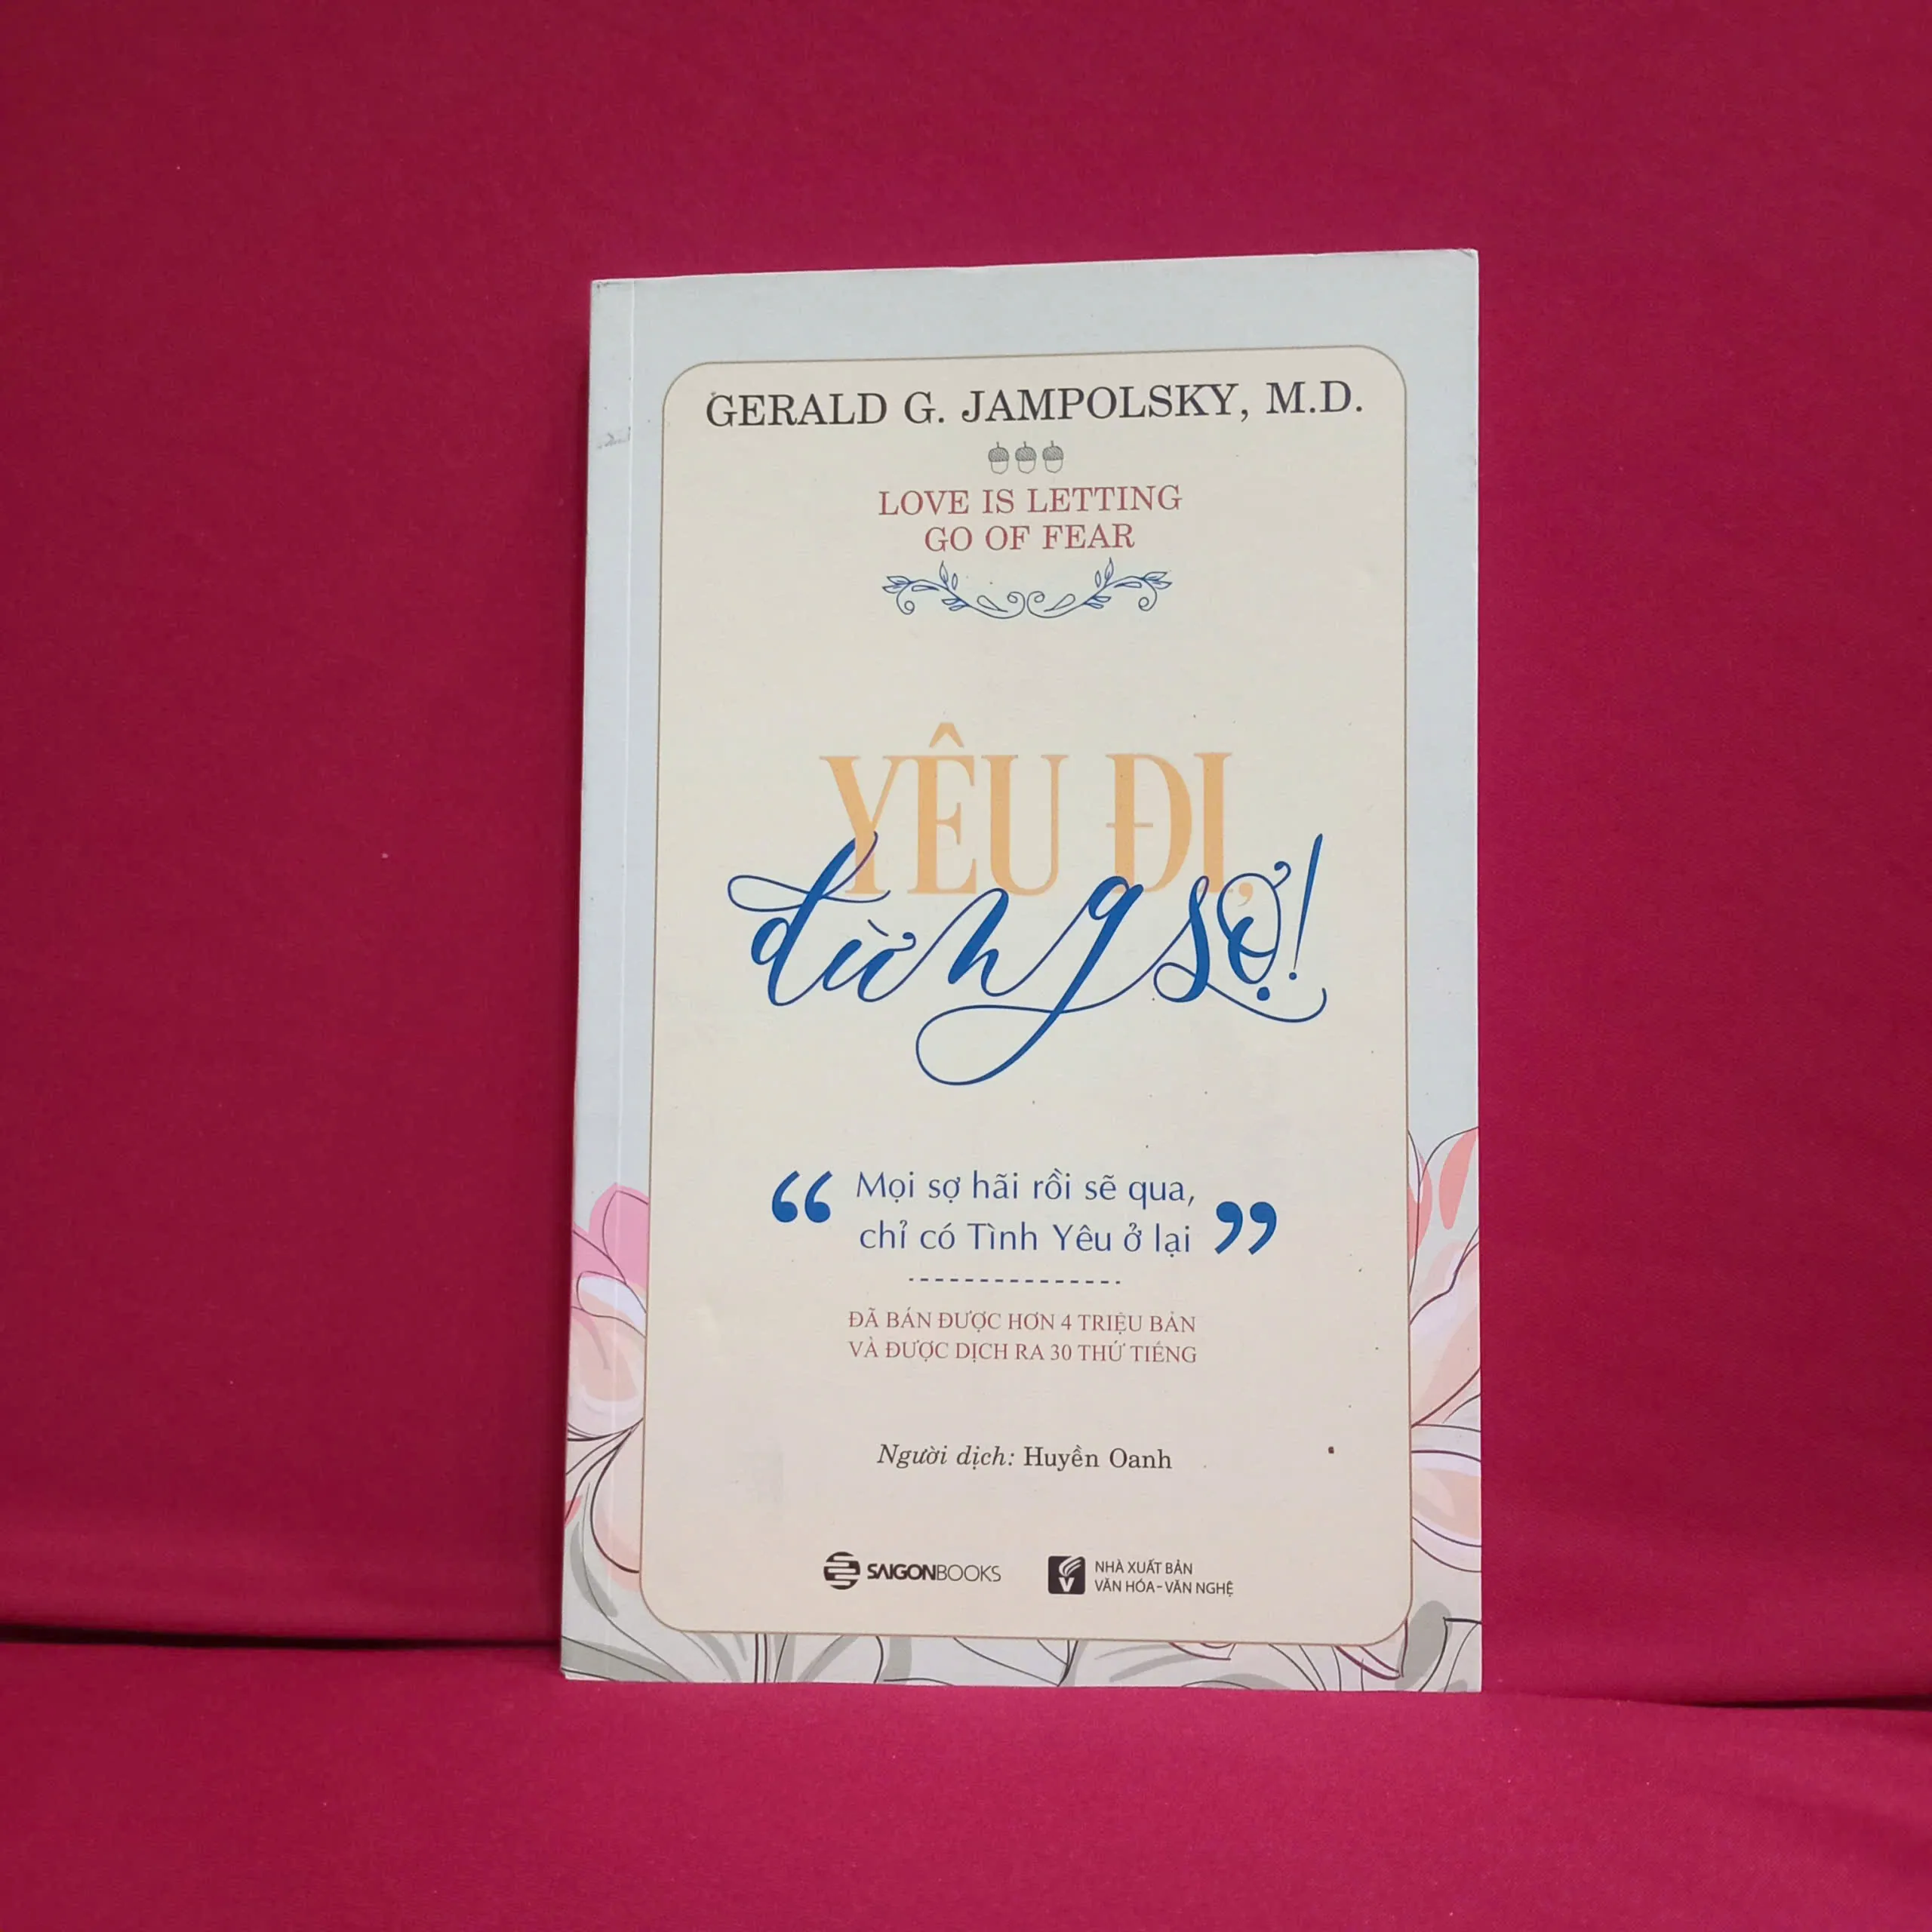 GERALD G. JAMPOLSKY, M.D.
LOVE IS LETTING
GO OF FEAR
YÊU ĐI,
đừng sợ!
“ Mọi sợ hãi rồi sẽ qua,
chỉ có Tình Yêu ở lại ”
ĐÃ BÁN ĐƯỢC HƠN 4 TRIỆU BẢN
VÀ ĐƯỢC DỊCH RA 30 THỨ TIẾNG
Người dịch: Huyền Oanh
SAIGONBOOKS
NHÀ XUẤT BẢN
VĂN HÓA - VĂN NGHỆ